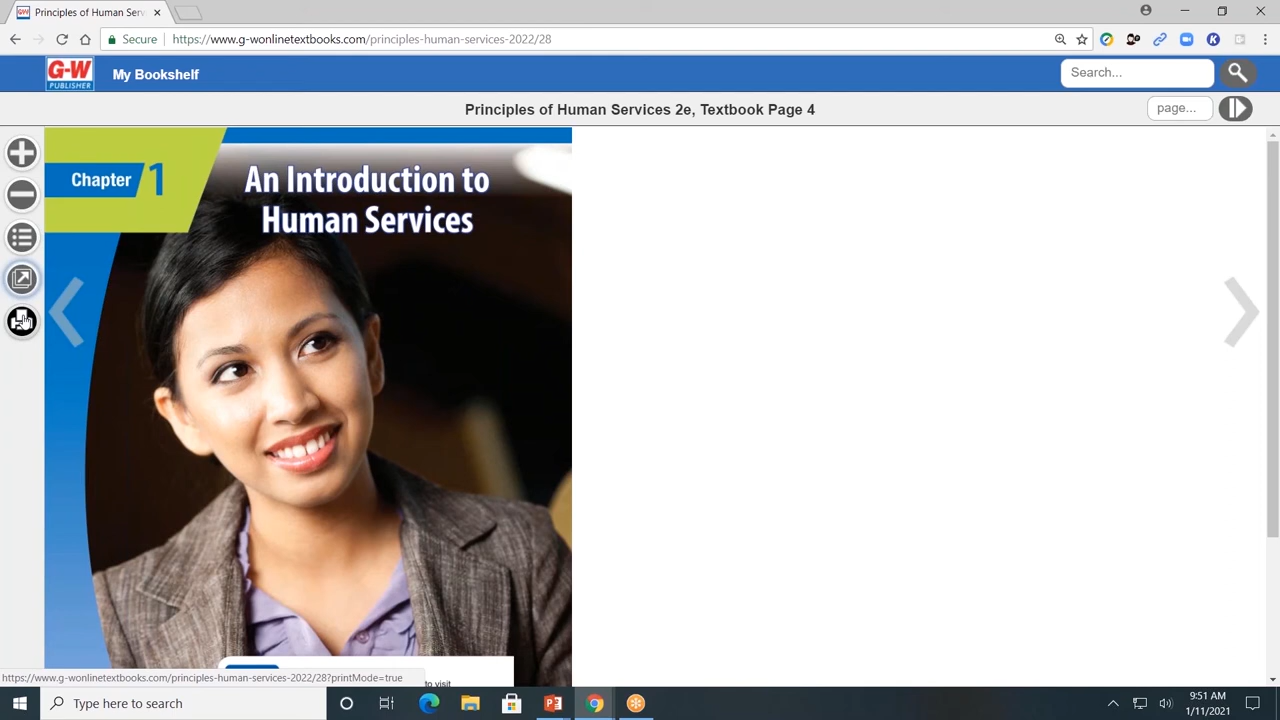 Principles of Human Serv
Secure
https://www.g-wonlinetextbooks.com/principles-human-services-2022/28
G-W
PUBLISHER
My Bookshelf
Search...
Principles of Human Services 2e, Textbook Page 4
page...
Chapter 1
An Introduction to
Human Services
to visit
https://www.g-wonlinetextbooks.com/principles-human-services-2022/28?printMode=true
Type here to search
9:51 AM
1/11/2021